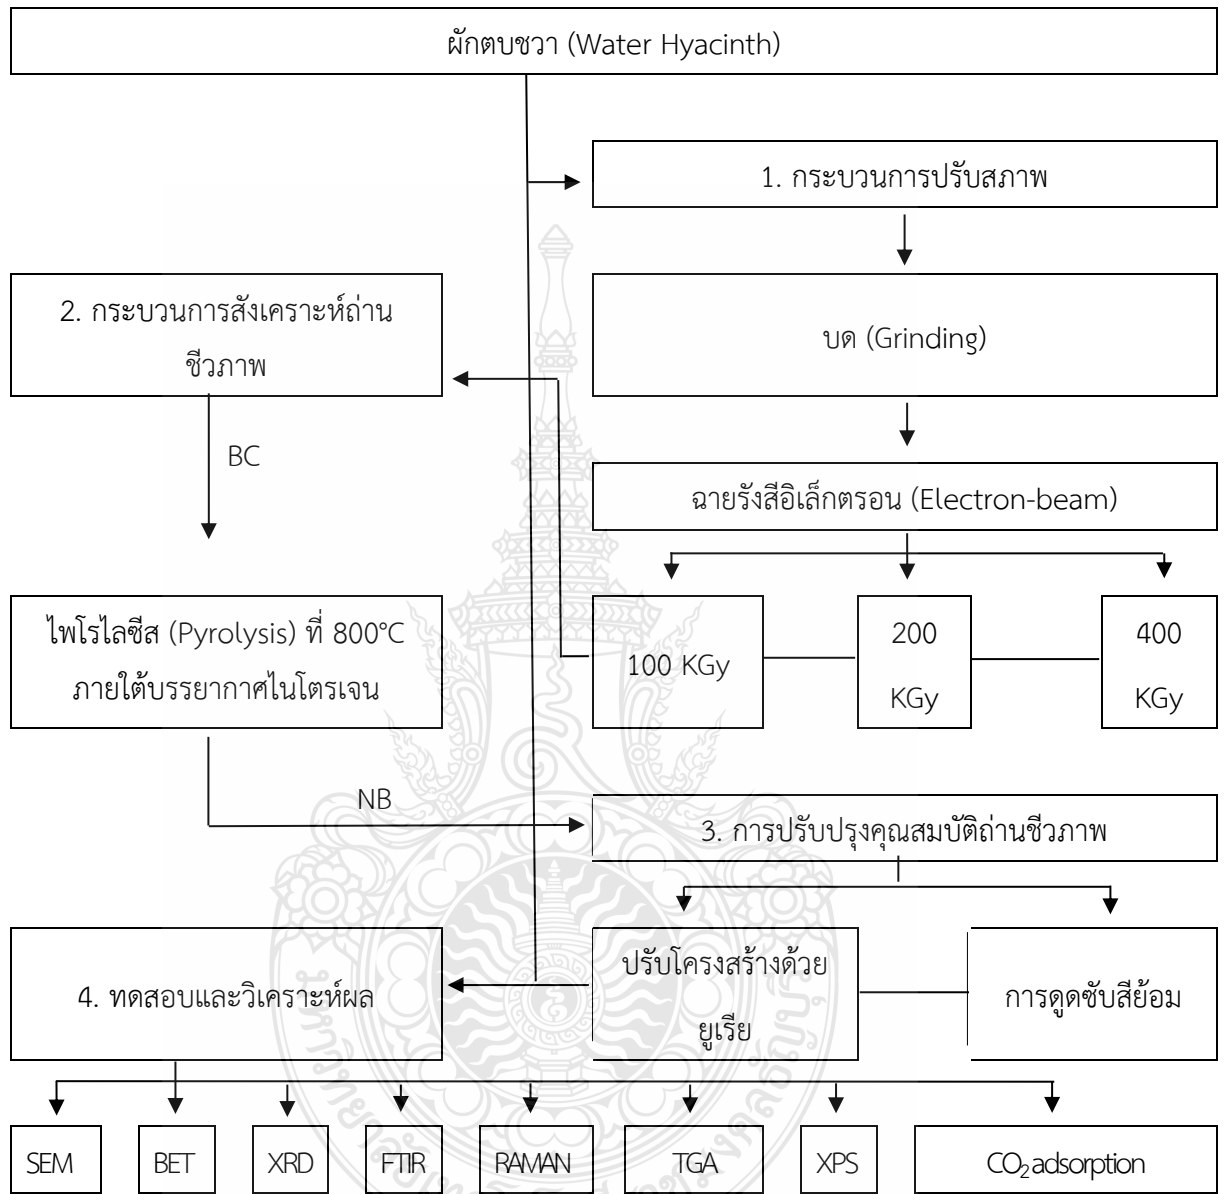 ผักตบชวา (Water Hyacinth)
1. กระบวนการปรับสภาพ
2. กระบวนการสังเคราะห์ถ่าน
ชีวภาพ
บด (Grinding)
BC
ฉายรังสีอิเล็กตรอน (Electron-beam)
ไพโรไลซีส (Pyrolysis) ที่ 800°C
ภายใต้บรรยากาศไนโตรเจน
100 KGy
200
KGy
400
KGy
NB
3. การปรับปรุงคุณสมบัติถ่านชีวภาพ
4. ทดสอบและวิเคราะห์ผล
ปรับโครงสร้างด้วย
ยูเรีย
การดูดซับสีย้อม
SEM
BET
XRD
FTIR
RAMAN
TGA
XPS
CO₂ adsorption